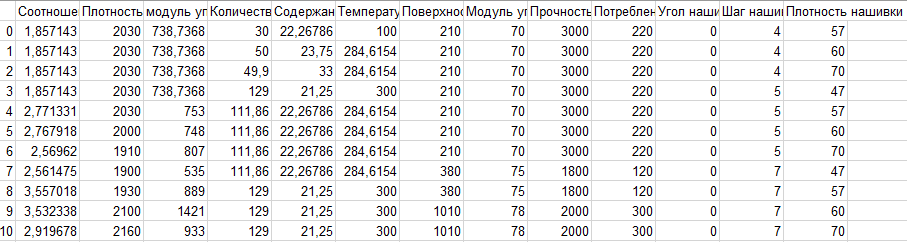 Соотноше Плотность модуль уп Количеств Содержан Температу Поверхнос Модуль уп Прочность Потреблен Угол наши Шаг нашив Плотность нашивки
0 1,857143 2030 738,7368 30 22,26786 100 210 70 3000 220 0 4 57
1 1,857143 2030 738,7368 50 23,75 284,6154 210 70 3000 220 0 4 60
2 1,857143 2030 738,7368 49,9 33 284,6154 210 70 3000 220 0 4 70
3 1,857143 2030 738,7368 129 21,25 300 210 70 3000 220 0 5 47
4 2,771331 2030 753 111,86 22,26786 284,6154 210 70 3000 220 0 5 57
5 2,767918 2000 748 111,86 22,26786 284,6154 210 70 3000 220 0 5 60
6 2,56962 1910 807 111,86 22,26786 284,6154 210 70 3000 220 0 5 70
7 2,561475 1900 535 111,86 22,26786 284,6154 380 75 1800 120 0 7 47
8 3,557018 1930 889 129 21,25 300 380 75 1800 120 0 7 57
9 3,532338 2100 1421 129 21,25 300 1010 78 2000 300 0 7 60
10 2,919678 2160 933 129 21,25 300 1010 78 2000 300 0 7 70